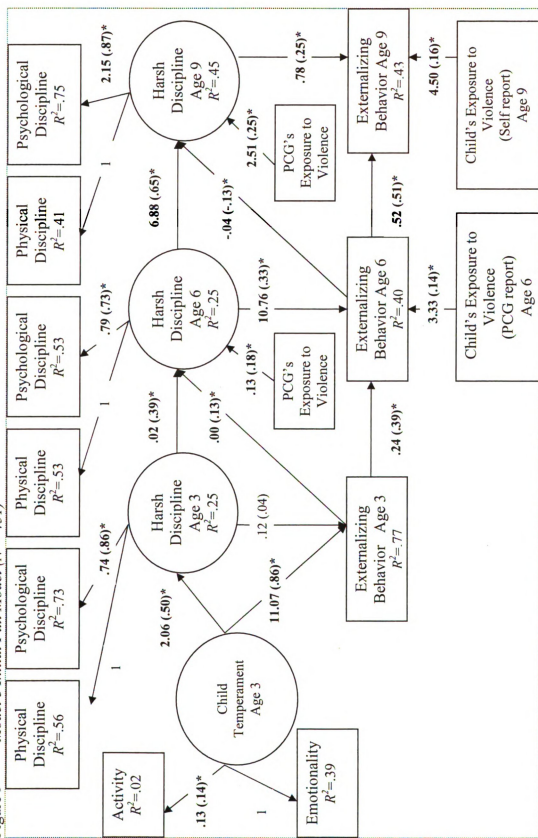 Physical
Discipline
R²=.56
Psychological
Discipline
R²=.73
Physical
Discipline
R²=.53
Psychological
Discipline
R²=.53
Physical
Discipline
R²=.41
Psychological
Discipline
R²=.75
1
.74 (.86)*
1
.79 (.73)*
1
2.15 (.87)*
Activity
R²=.02
.13 (.14)*
1
Emotionality
R²=.39
Child
Temperament
Age 3
2.06 (.50)*
11.07 (.86)*
Harsh
Discipline
Age 3
R²=.25
.02 (.39)*
.00 (.13)*
.12 (.04)
Harsh
Discipline
Age 6
R²=.25
6.88 (.65)*
-.04 (-.13)*
10.76 (.33)*
.13 (.18)*
Harsh
Discipline
Age 9
R²=.45
.78 (.25)*
2.51 (.25)*
PCG's
Exposure to
Violence
PCG's
Exposure to
Violence
Externalizing
Behavior Age 3
R²=.77
.24 (.39)*
Externalizing
Behavior Age 6
R²=.40
.52 (.51)*
Externalizing
Behavior Age 9
R²=.43
3.33 (.14)*
4.50 (.16)*
Child's Exposure to
Violence
(PCG report)
Age 6
Child's Exposure to
Violence
(Self report)
Age 9